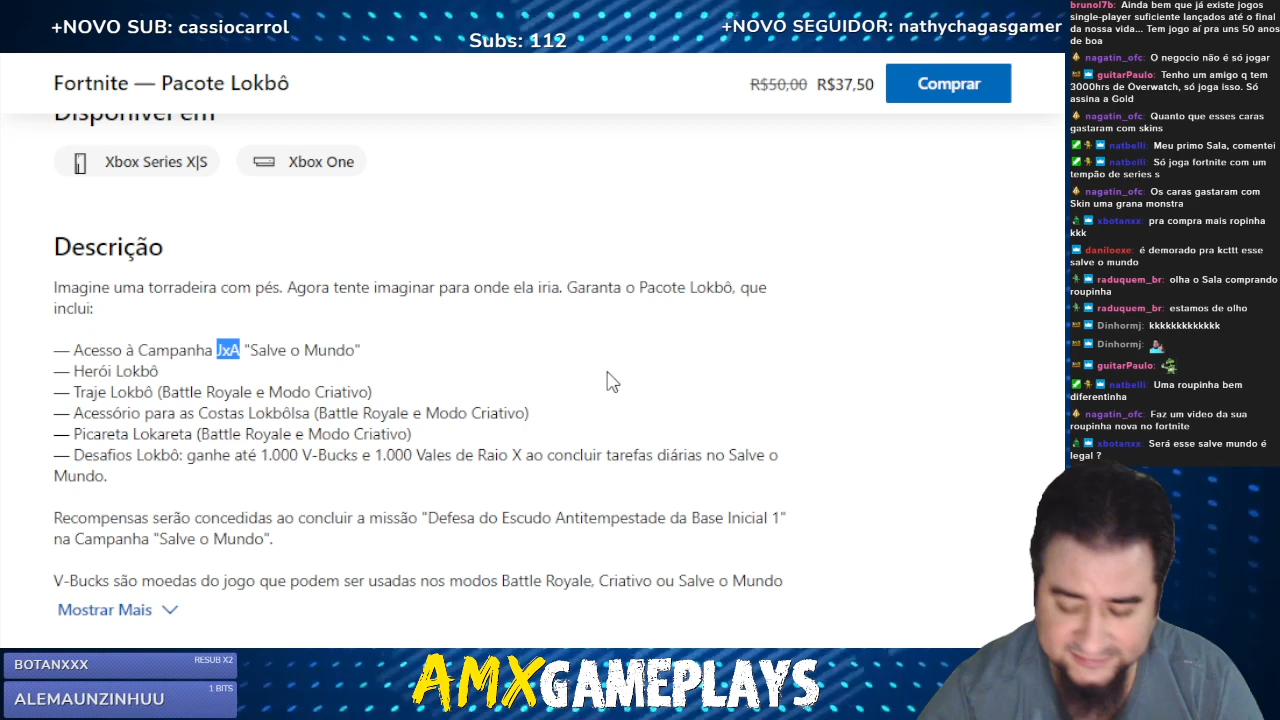 +NOVO SUB: cassiocarrol
Subs: 112
+NOVO SEGUIDOR: nathychagasgamer
Fortnite — Pacote Lokbô
R$50,00 R$37,50
Comprar
Disponível em
Xbox Series X|S
Xbox One
Descrição
Imagine uma torradeira com pés. Agora tente imaginar para onde ela iria. Garanta o Pacote Lokbô, que
inclui:
— Acesso à Campanha JxA "Salve o Mundo"
— Herói Lokbô
— Traje Lokbô (Battle Royale e Modo Criativo)
— Acessório para as Costas Lokbôlsa (Battle Royale e Modo Criativo)
— Picareta Lokareta (Battle Royale e Modo Criativo)
— Desafios Lokbô: ganhe até 1.000 V-Bucks e 1.000 Vales de Raio X ao concluir tarefas diárias no Salve o
Mundo.
Recompensas serão concedidas ao concluir a missão "Defesa do Escudo Antitempestade da Base Inicial 1"
na Campanha "Salve o Mundo".
V-Bucks são moedas do jogo que podem ser usadas nos modos Battle Royale, Criativo ou Salve o Mundo
Mostrar Mais
brunol7b: Ainda bem que já existe jogos
single-player suficiente lançados até o final
da nossa vida... Tem jogo aí pra uns 50 anos
de boa
nagatin_ofc: O negocio não é só jogar
guitarPaulo: Tenho um amigo q tem
3000hrs de Overwatch, só joga isso. Só
assina a Gold
nagatin_ofc: Quanto que esses caras
gastaram com skins
natbelli: Meu primo Sala, comentei
natbelli: Só joga fortnite com um
tempão de series s
nagatin_ofc: Os caras gastaram com
Skin uma grana monstra
xbotanxx: pra compra mais ropinha
kkk
daniloexe: é demorado pra kcttt esse
salve o mundo
raduquem_br: olha o Sala comprando
roupinha
raduquem_br: estamos de olho
Dinhormj: kkkkkkkkkkkk
Dinhormj:
guitarPaulo:
natbelli: Uma roupinha bem
diferentinha
nagatin_ofc: Faz um video da sua
roupinha nova no fortnite
xbotanxx: Será esse salve mundo é
legal ?
BOTANXXX
RESUB X2
ALEMAUNZINHUU
1 BITS
AMXGAMEPLAYS